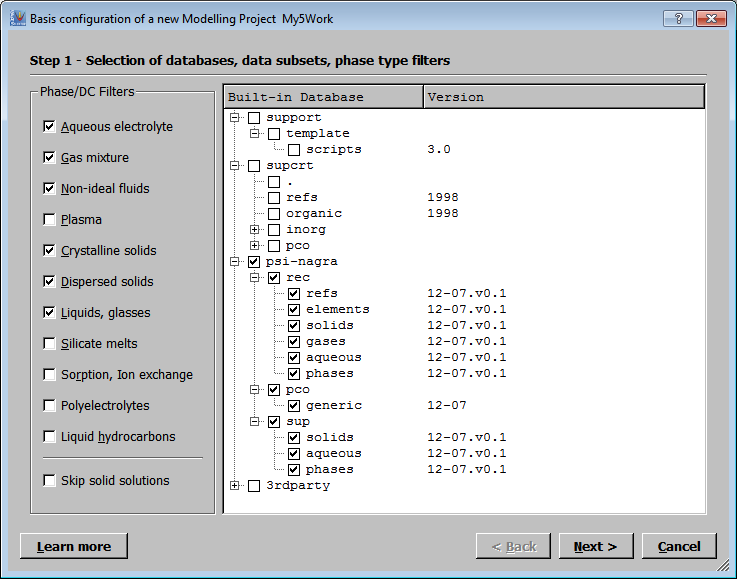 Basis configuration of a new Modelling Project My5Work
Step 1 - Selection of databases, data subsets, phase type filters
Phase/DC Filters
Aqueous electrolyte
Gas mixture
Non-ideal fluids
Plasma
Crystalline solids
Dispersed solids
Liquids, glasses
Silicate melts
Sorption, Ion exchange
Polyelectrolytes
Liquid hydrocarbons
Skip solid solutions
Built-in Database Version
support
template
scripts 3.0
supcrt
.
refs 1998
organic 1998
inorg
pco
psi-nagra
rec
refs 12-07.v0.1
elements 12-07.v0.1
solids 12-07.v0.1
gases 12-07.v0.1
aqueous 12-07.v0.1
phases 12-07.v0.1
pco
generic 12-07
sup
solids 12-07.v0.1
aqueous 12-07.v0.1
phases 12-07.v0.1
3rdparty
Learn more
< Back
Next >
Cancel